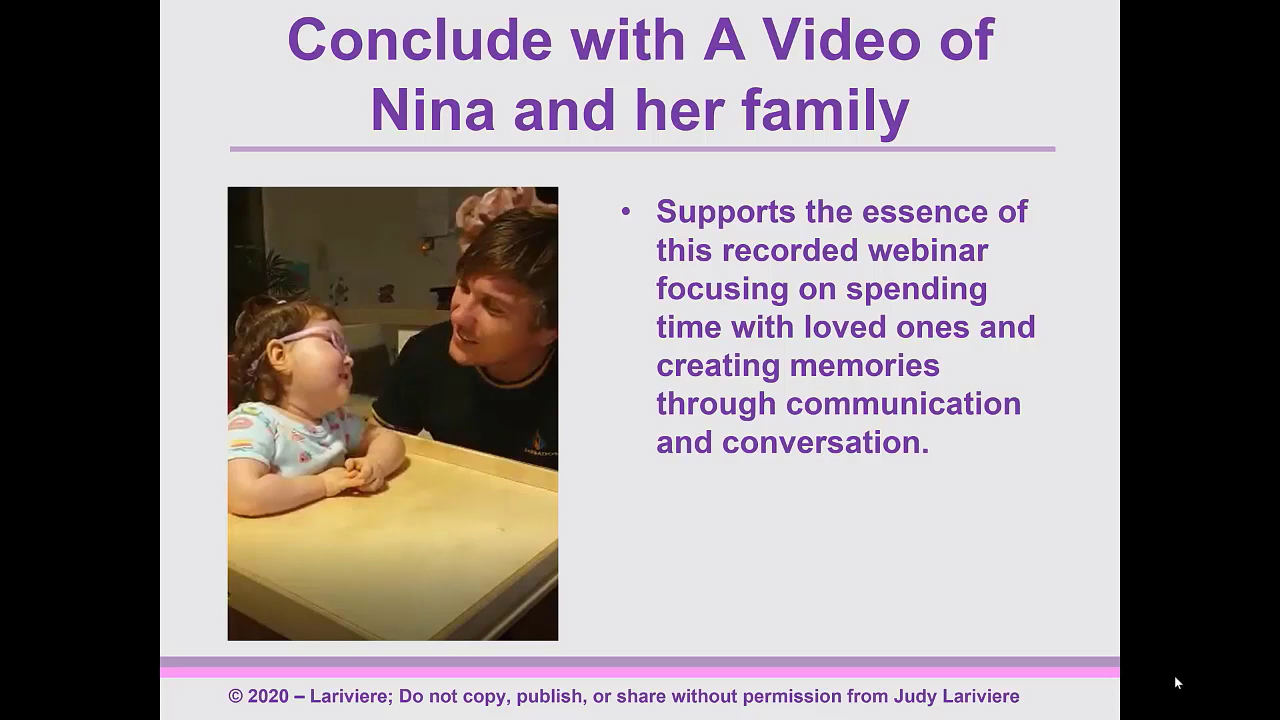 Conclude with A Video of
Nina and her family
• Supports the essence of
this recorded webinar
focusing on spending
time with loved ones and
creating memories
through communication
and conversation.
© 2020 – Lariviere; Do not copy, publish, or share without permission from Judy Lariviere